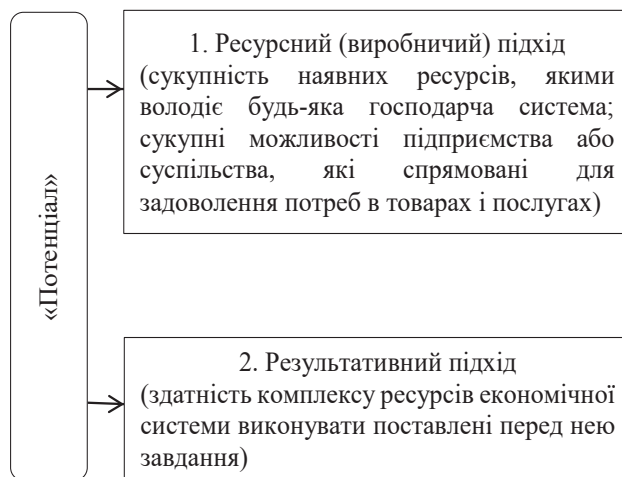 «Потенціал»
1. Ресурсний (виробничий) підхід
(сукупність наявних ресурсів, якими
володіє будь-яка господарча система;
сукупні можливості підприємства або
суспільства, які спрямовані для
задоволення потреб в товарах і послугах)
2. Результативний підхід
(здатність комплексу ресурсів економічної
системи виконувати поставлені перед нею
завдання)